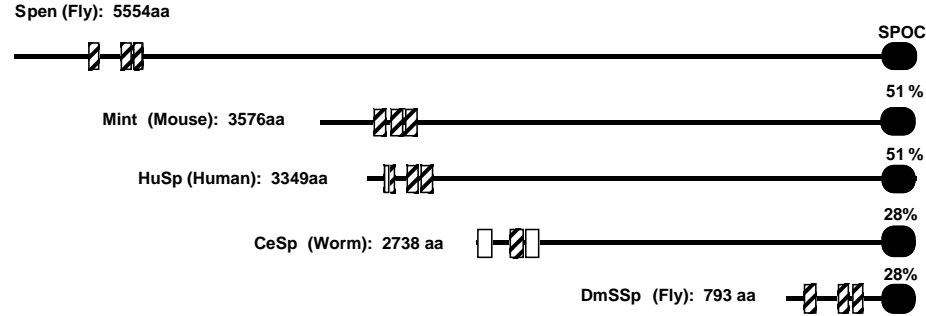 Spen (Fly): 5554aa
SPOC
51 %
Mint (Mouse): 3576aa
51 %
HuSp (Human): 3349aa
28%
CeSp (Worm): 2738 aa
28%
DmSSp (Fly): 793 aa